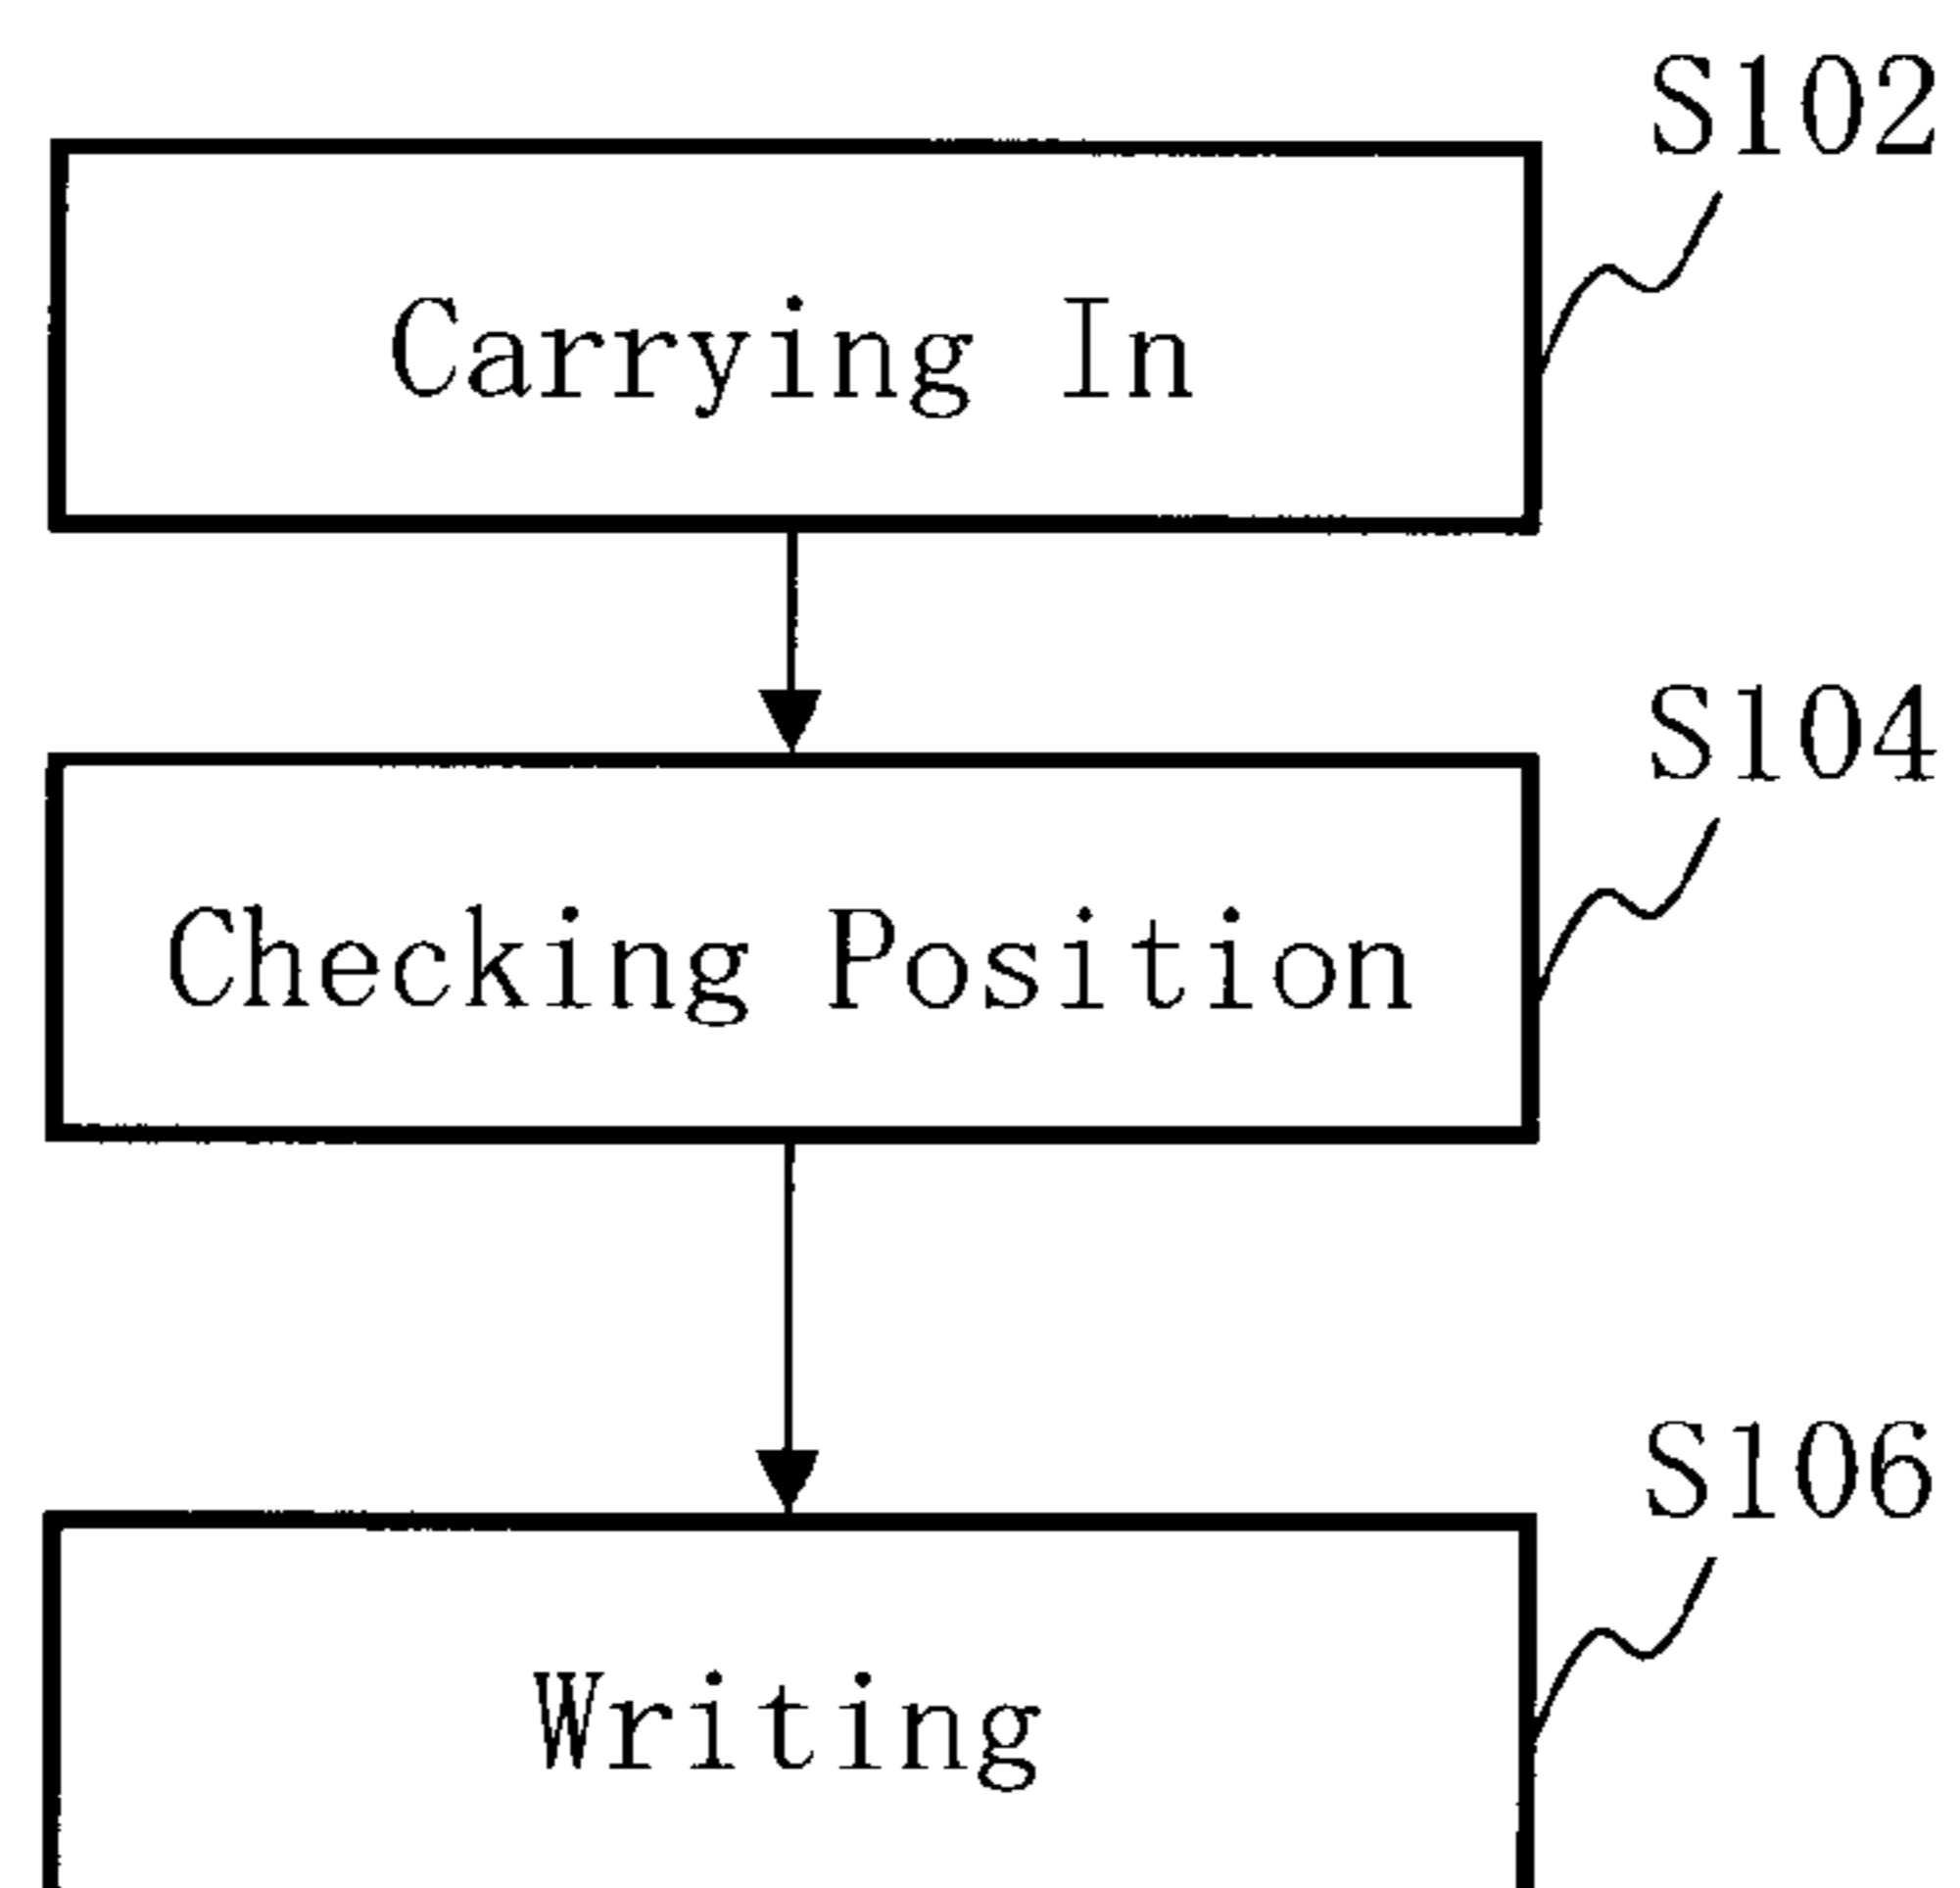 S102
Carrying In
S104
Checking Position
S106
Writing